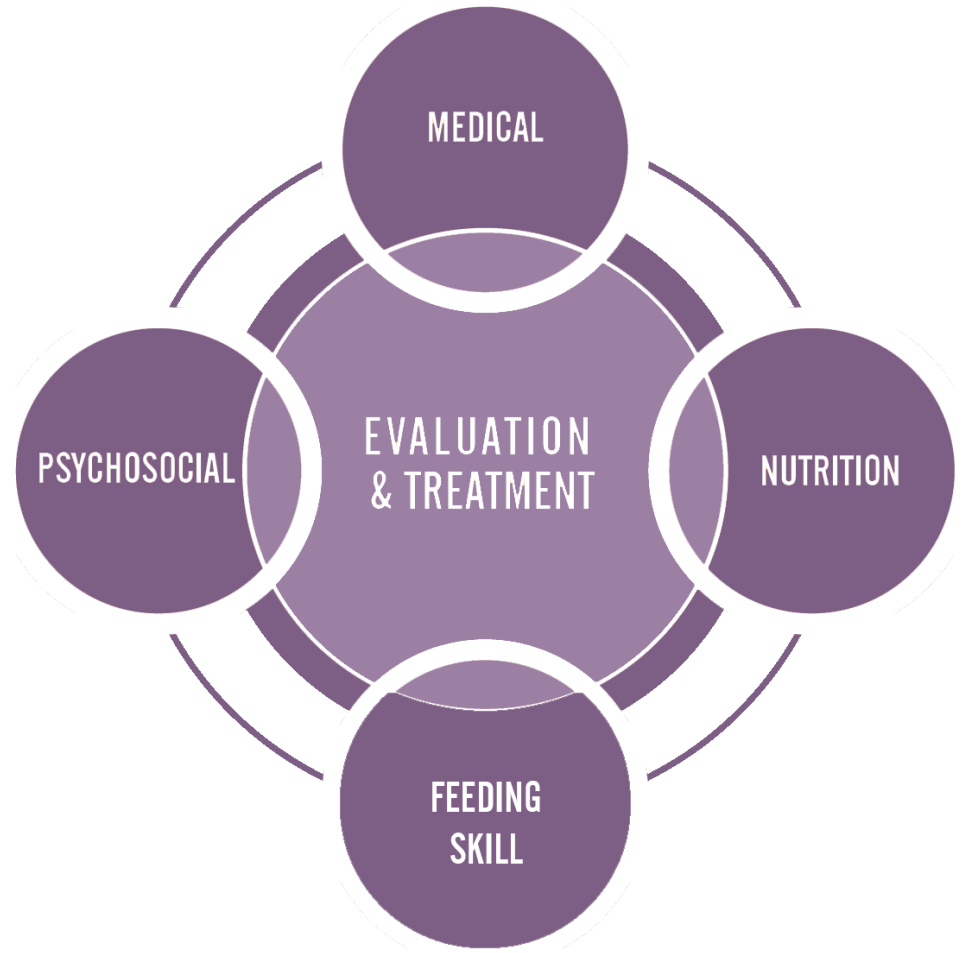 MEDICAL
PSYCHOSOCIAL
EVALUATION
& TREATMENT
NUTRITION
FEEDING
SKILL